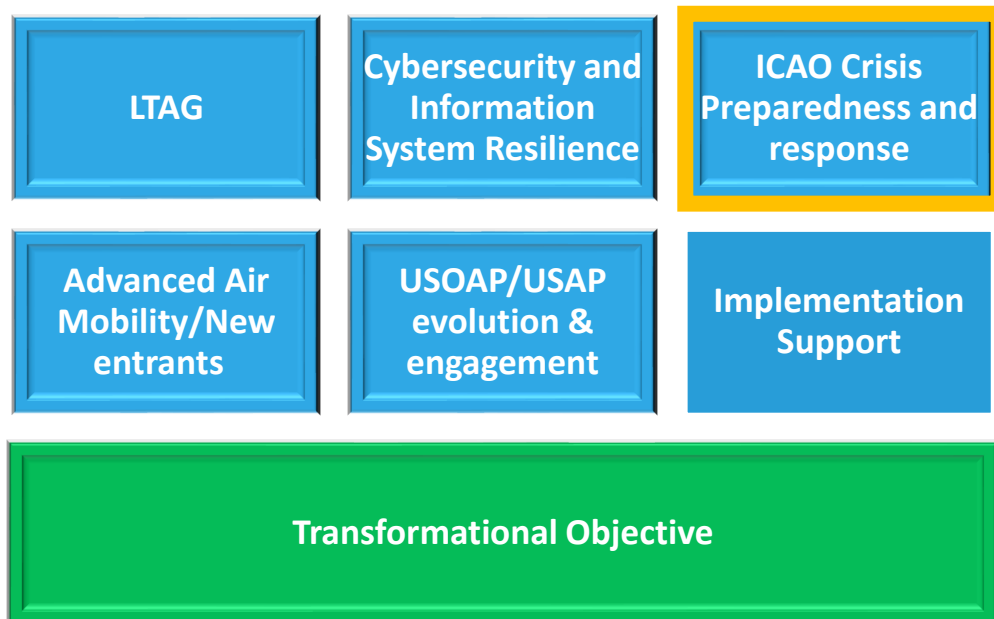 LTAG
Cybersecurity and
Information
System Resilience
ICAO Crisis
Preparedness and
response
Advanced Air
Mobility/New
entrants
USOAP/USAP
evolution &
engagement
Implementation
Support
Transformational Objective